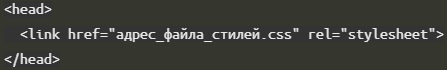 <head>
  <link href="адрес_файла_стилей.css" rel="stylesheet">
</head>